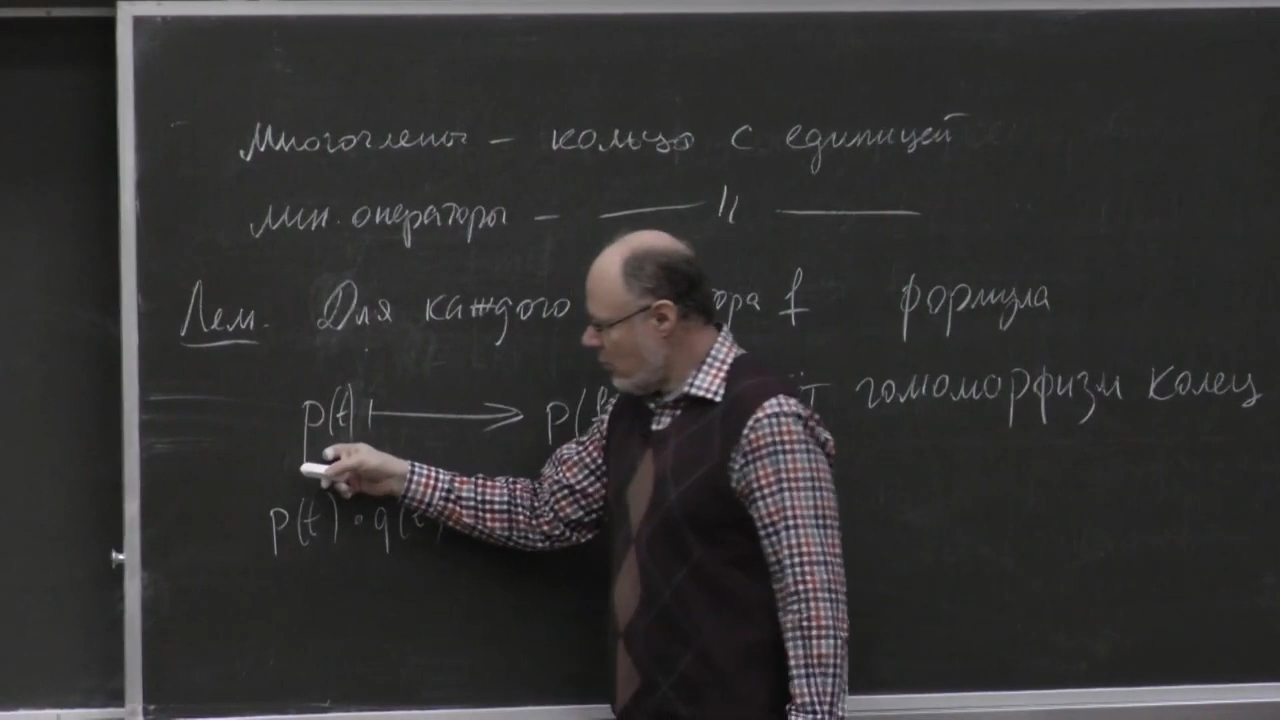 Многочлены – кольцо с единицей
лин. операторы – —— || ——
Лем. Для каждого ора f формула
p(t) ⟼ p(f т гомоморфизм колец
p(t) ∘ q(t)